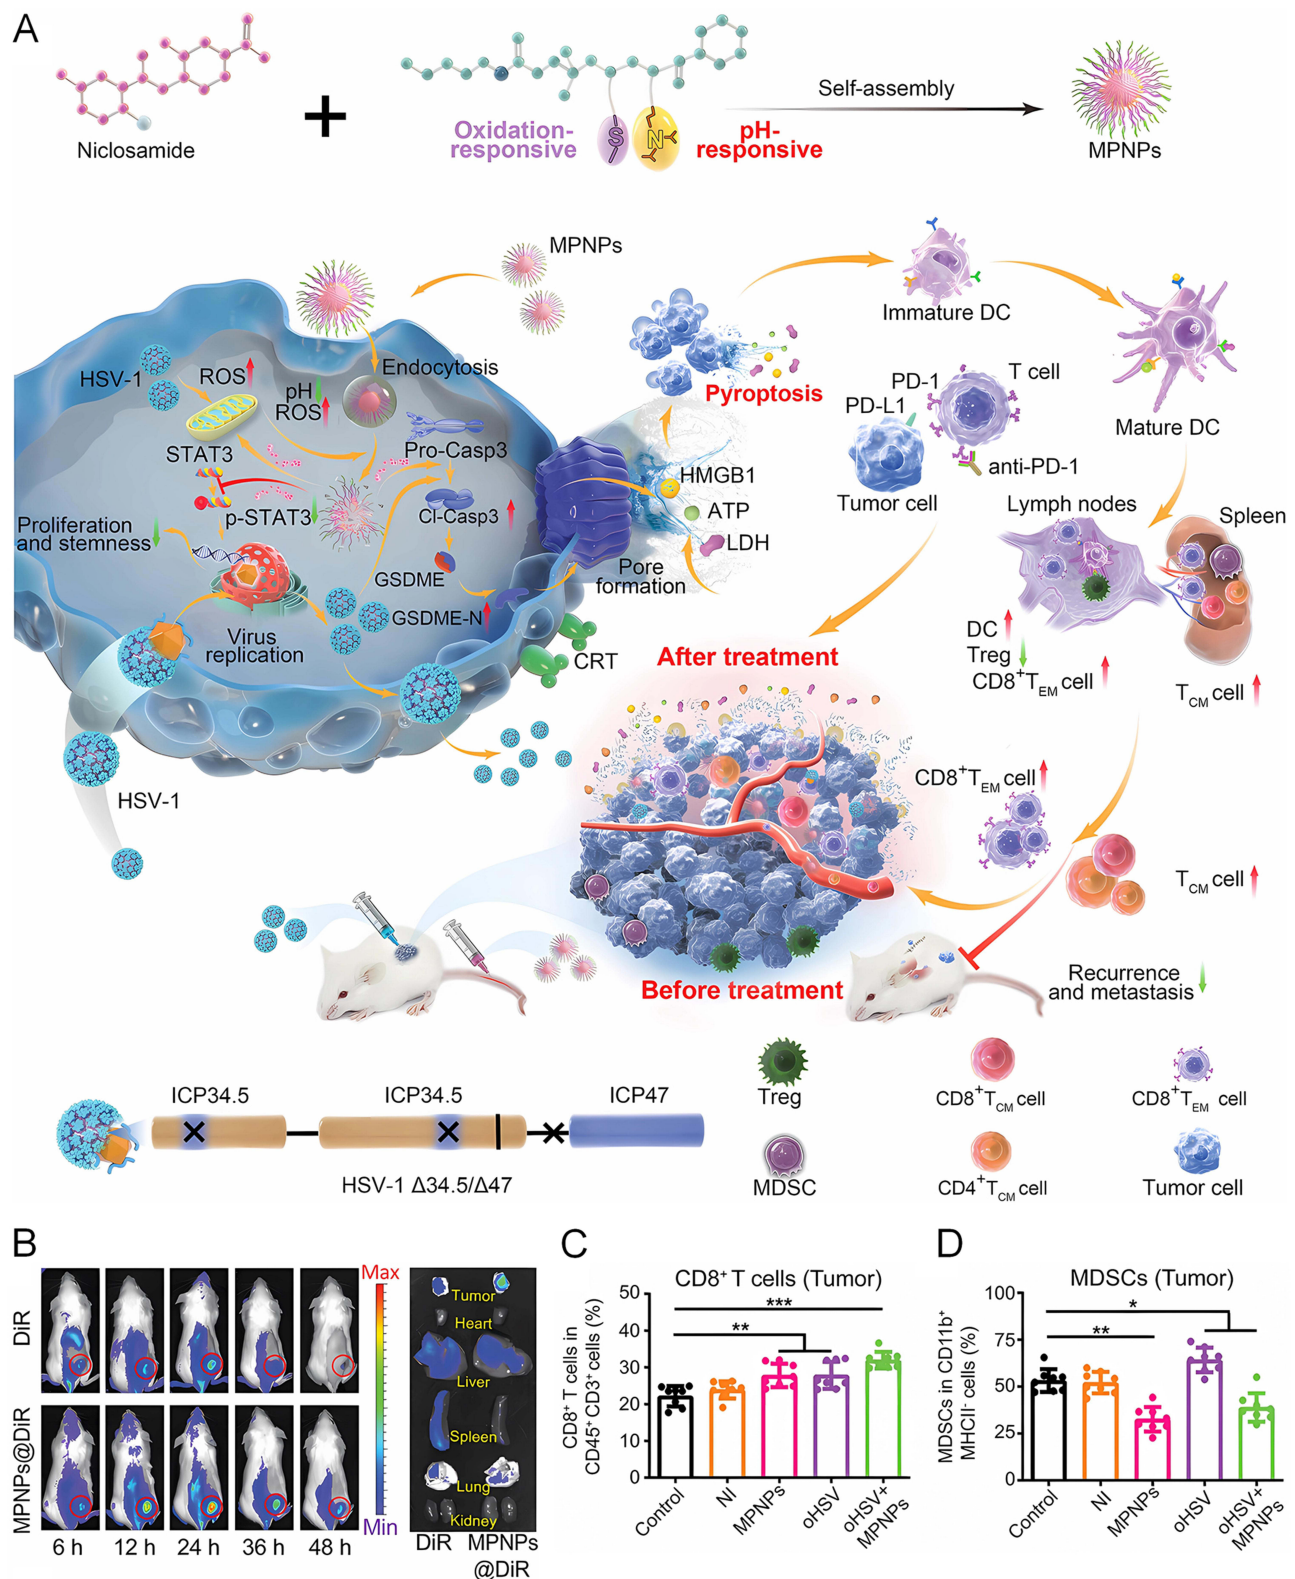 A
Niclosamide
+
Oxidation-
responsive
S
N
pH-
responsive
Self-assembly
MPNPs
MPNPs
Immature DC
Mature DC
HSV-1
ROS
pH
ROS
Endocytosis
Pro-Casp3
STAT3
p-STAT3
Cl-Casp3
Proliferation
and stemness
GSDME
GSDME-N
Virus
replication
Pore
formation
CRT
HSV-1
Pyroptosis
HMGB1
ATP
LDH
PD-1
PD-L1
T cell
anti-PD-1
Tumor cell
Lymph nodes
Spleen
DC
Treg
CD8⁺T_EM cell
T_CM cell
After treatment
CD8⁺T_EM cell
T_CM cell
Before treatment
Recurrence
and metastasis
ICP34.5
ICP34.5
ICP47
HSV-1 Δ34.5/Δ47
Treg
CD8⁺T_CM cell
CD8⁺T_EM cell
MDSC
CD4⁺T_CM cell
Tumor cell
B
DiR
MPNPs@DiR
6 h
12 h
24 h
36 h
48 h
Max
Min
Tumor
Heart
Liver
Spleen
Lung
Kidney
DiR
MPNPs
@DiR
C
CD8⁺ T cells (Tumor)
CD8⁺ T cells in
CD45⁺ CD3⁺ cells (%)
50
40
30
20
10
0
***
**
Control
NI
MPNPs
oHSV
oHSV+
MPNPs
D
MDSCs (Tumor)
MDSCs in CD11b⁺
MHCII⁻ cells (%)
100
75
50
25
0
*
**
Control
NI
MPNPs
oHSV
oHSV+
MPNPs